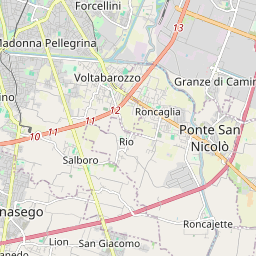 Forcellini
13
Madonna Pellegrina
Voltabarozzo
Granze di Camin
12
Roncaglia
11
11
10
Rio
Ponte San
Nicolò
Salboro
nasego
Roncajette
Lion
San Giacomo